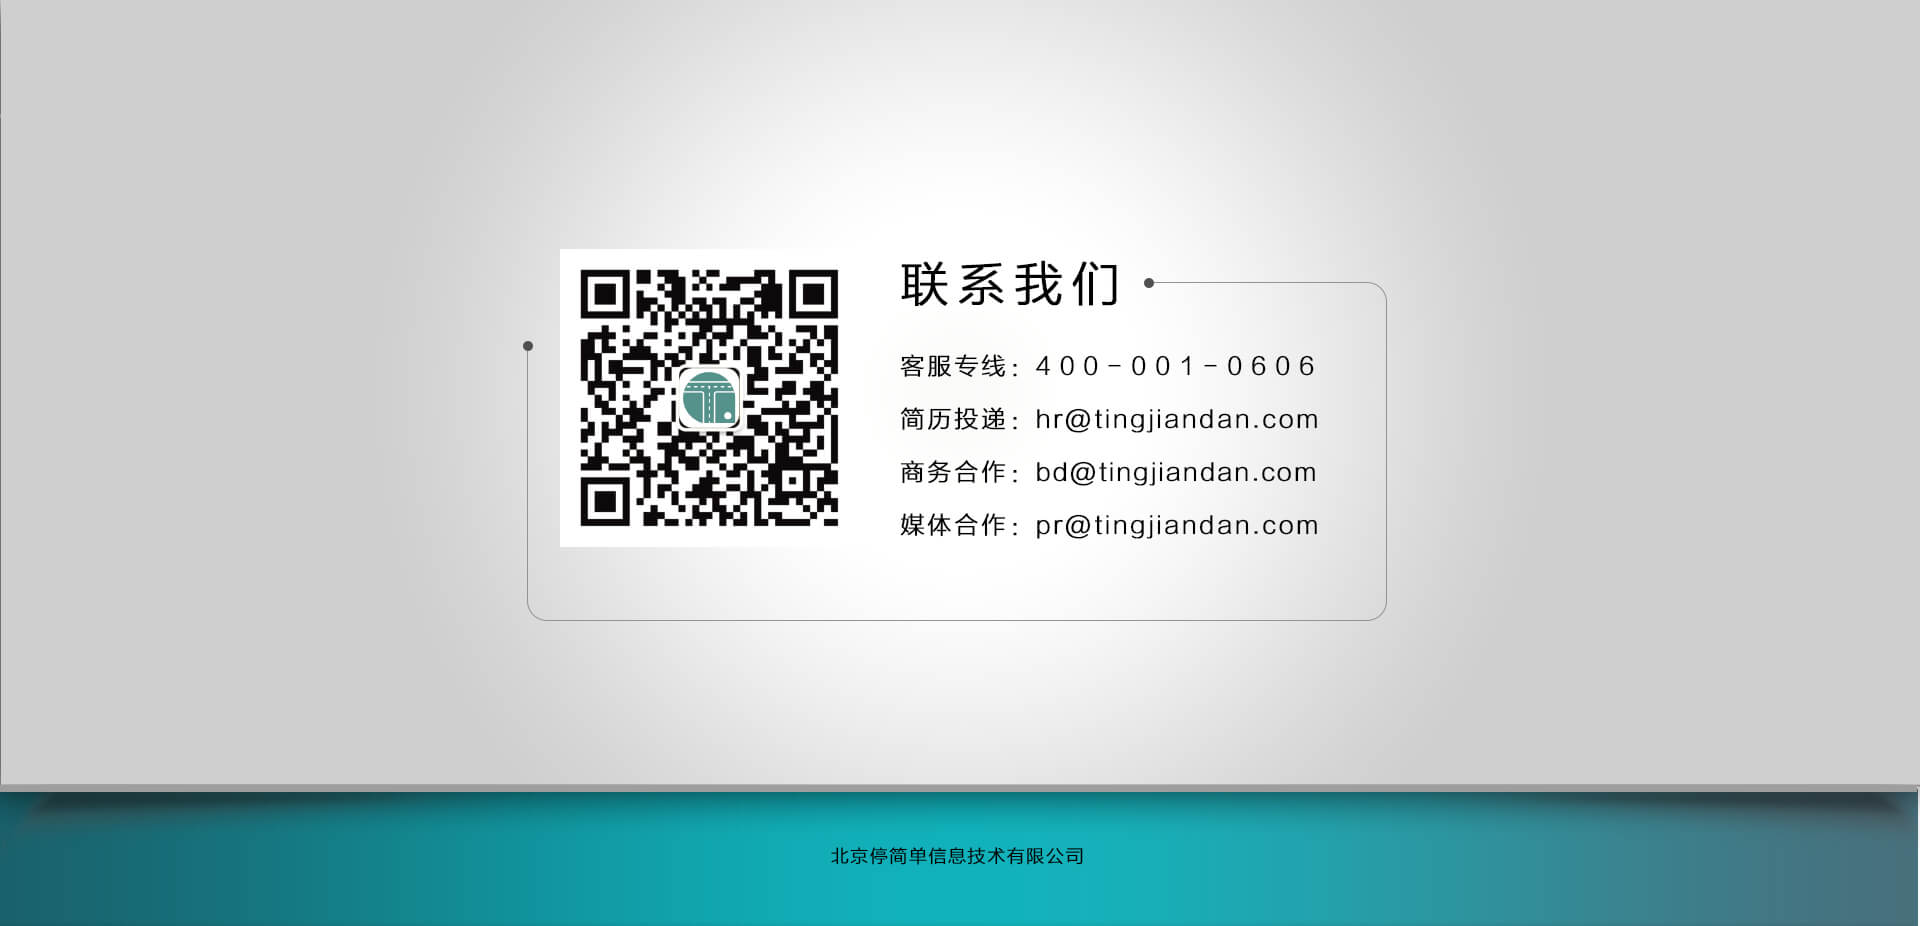 联系我们
客服专线：400-001-0606
简历投递：hr@tingjiandan.com
商务合作：bd@tingjiandan.com
媒体合作：pr@tingjiandan.com
北京停简单信息技术有限公司